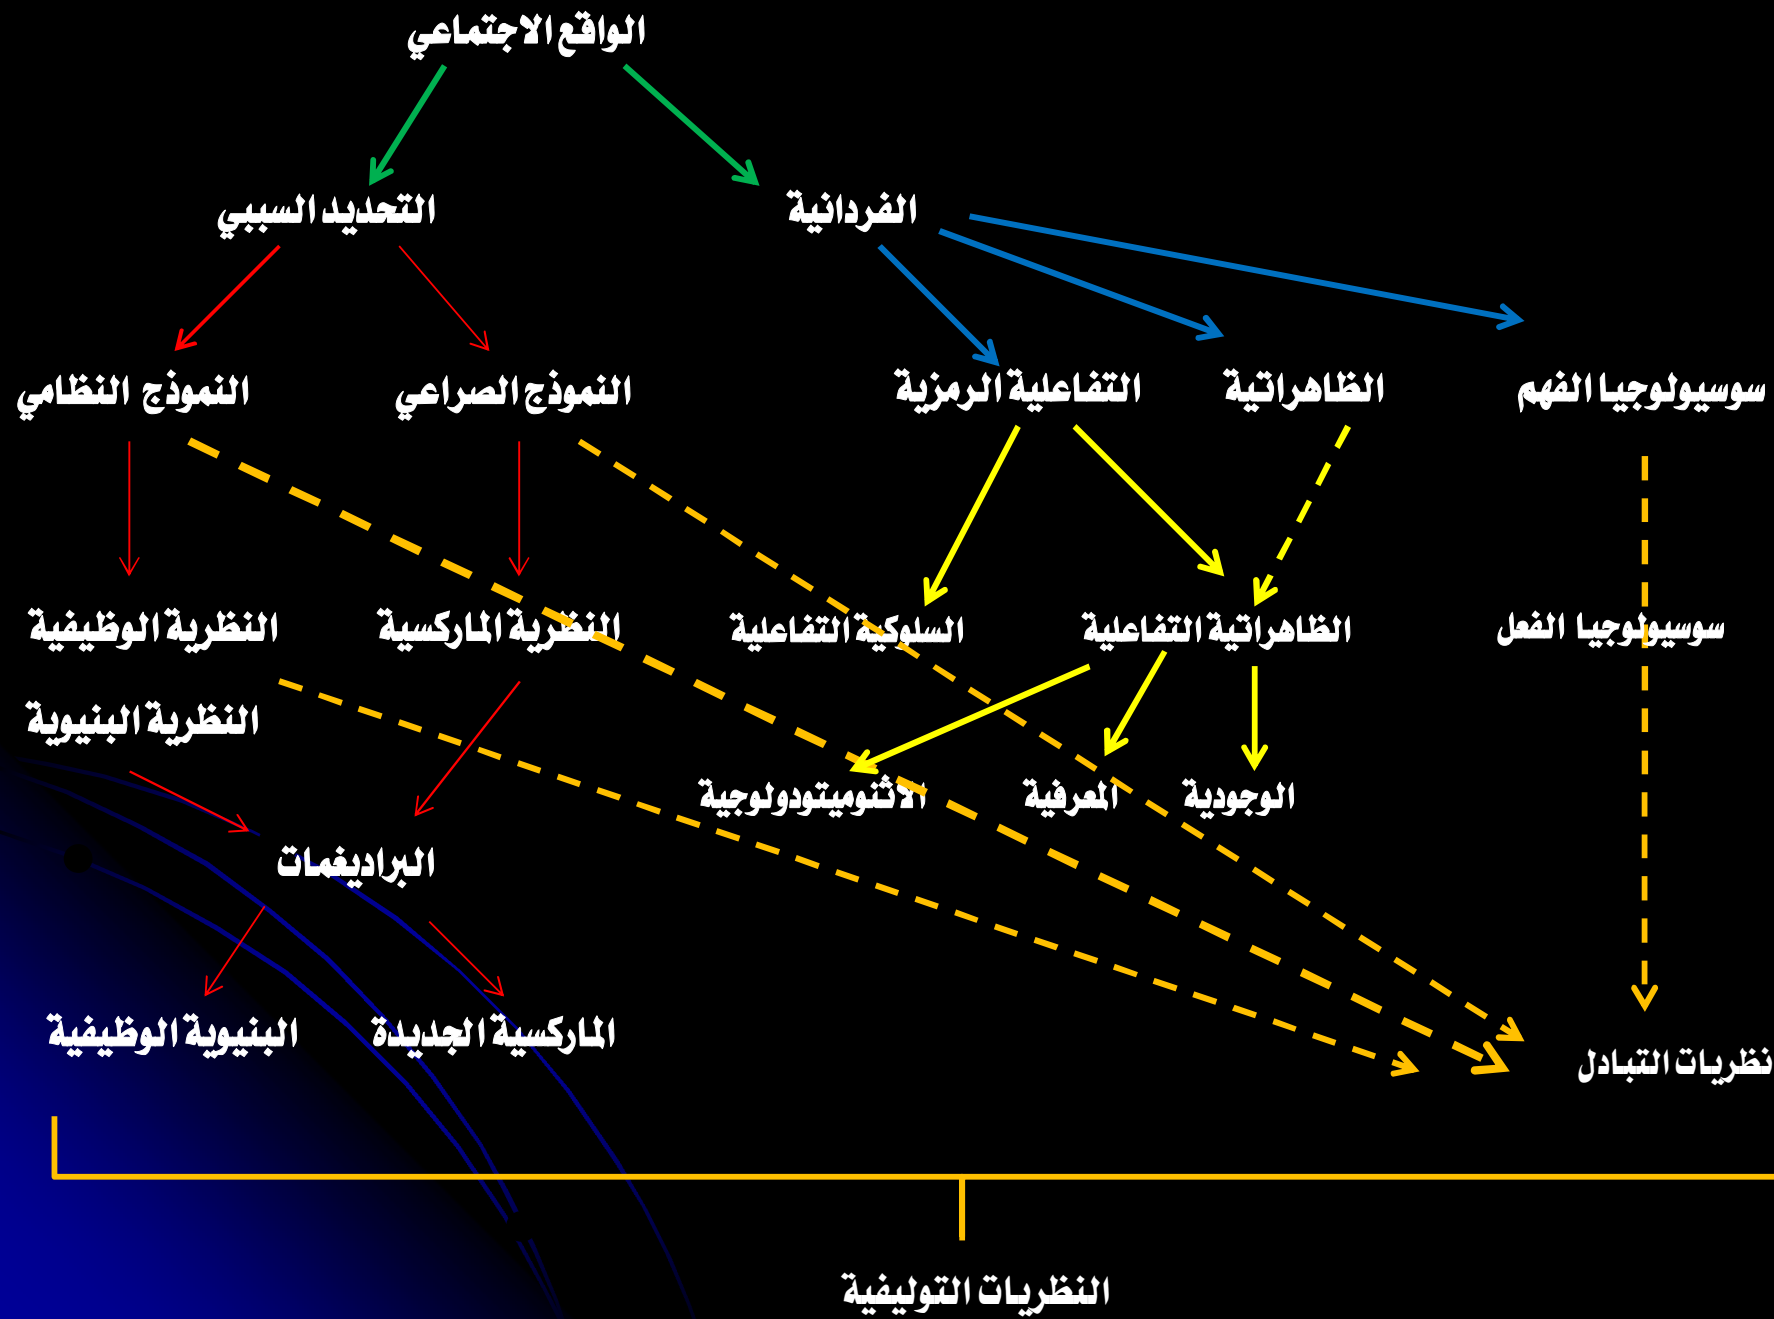 الواقع الاجتماعي
الفردانية
التحديد السببي
سوسيولوجيا الفهم
الظاهراتية
التفاعلية الرمزية
النموذج الصراعي
النموذج النظامي
سوسيولوجيا الفعل
الظاهراتية التفاعلية
السلوكية التفاعلية
النظرية الماركسية
النظرية الوظيفية
النظرية البنيوية
الوجودية
المعرفية
الاثنوميتودولوجية
البراديغمات
نظريات التبادل
الماركسية الجديدة
البنيوية الوظيفية
النظريات التوليفية